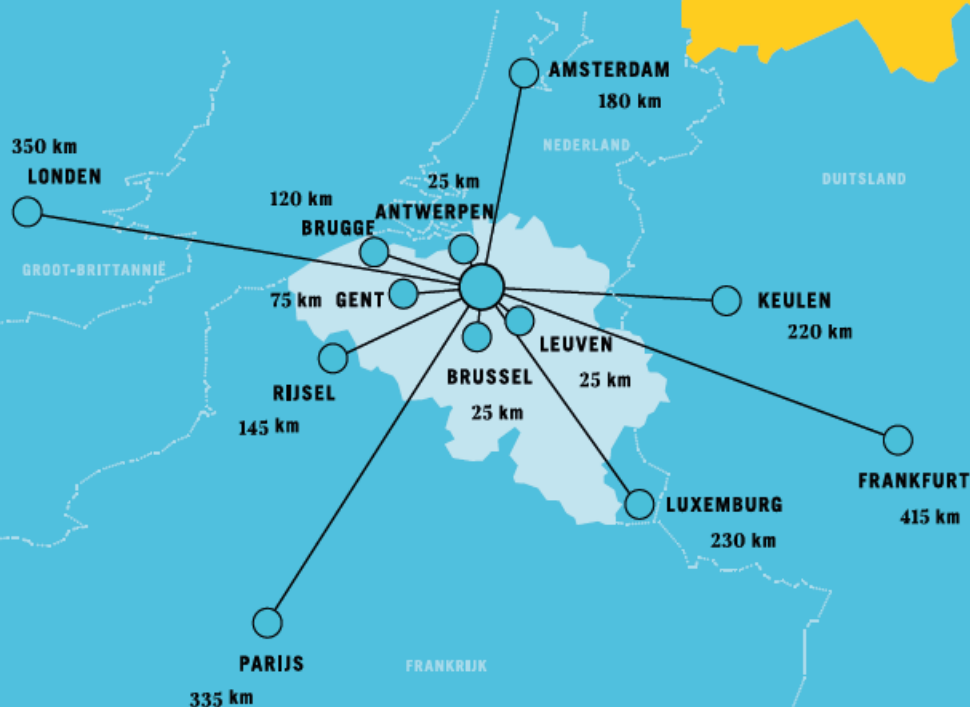 AMSTERDAM
180 km
NEDERLAND
350 km
LONDEN
DUITSLAND
25 km
ANTWERPEN
120 km
BRUGGE
GROOT-BRITTANNIË
75 km GENT
KEULEN
220 km
LEUVEN
25 km
BRUSSEL
25 km
RIJSEL
145 km
FRANKFURT
415 km
LUXEMBURG
230 km
PARIJS
335 km
FRANKRIJK